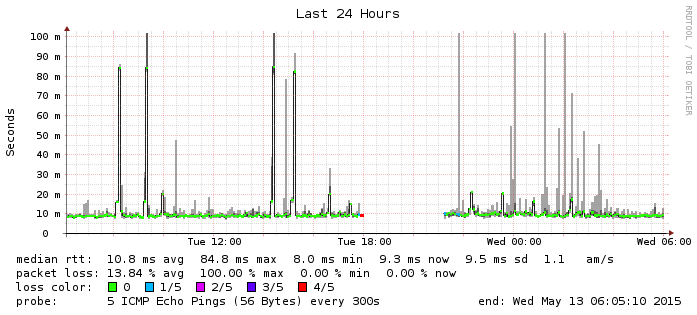 Last 24 Hours
RRDTOOL / TOBI OETIKER
Seconds
100 m
90 m
80 m
70 m
60 m
50 m
40 m
30 m
20 m
10 m
0
Tue 12:00 Tue 18:00 Wed 00:00 Wed 06:00
median rtt: 10.8 ms avg 84.8 ms max 8.0 ms min 9.3 ms now 9.5 ms sd 1.1 am/s
packet loss: 13.84 % avg 100.00 % max 0.00 % min 0.00 % now
loss color: 0 1/5 2/5 3/5 4/5
probe: 5 ICMP Echo Pings (56 Bytes) every 300s end: Wed May 13 06:05:10 2015